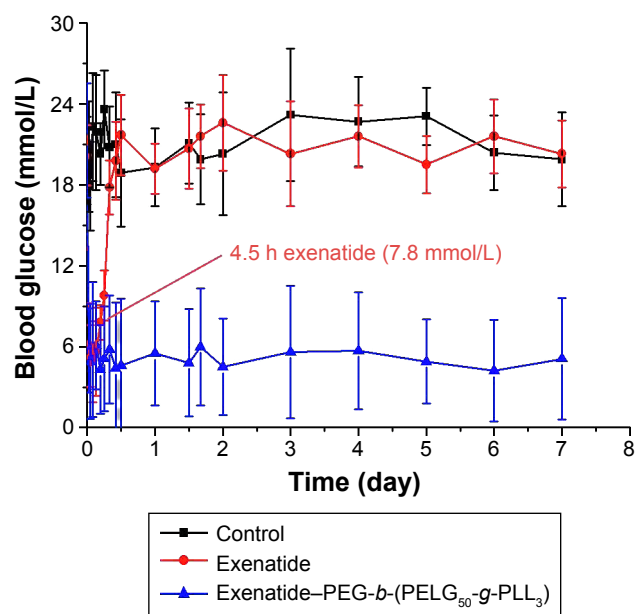 30
24
18
12
6
0
Blood glucose (mmol/L)
4.5 h exenatide (7.8 mmol/L)
0 1 2 3 4 5 6 7 8
Time (day)
Control
Exenatide
Exenatide–PEG-b-(PELG₅₀-g-PLL₃)